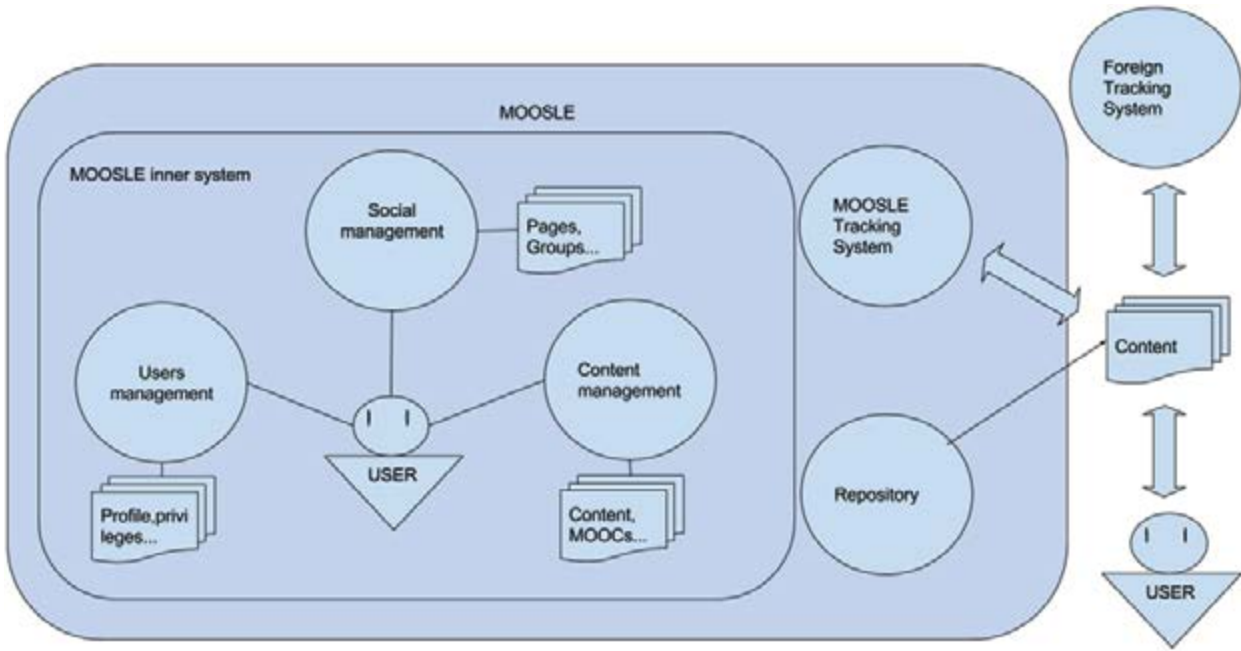 MOOSLE
MOOSLE inner system
Social
management
Pages,
Groups...
Users
management
Profile,privi
leges...
Content
management
Content,
MOOCs...
USER
MOOSLE
Tracking
System
Repository
Foreign
Tracking
System
Content
USER